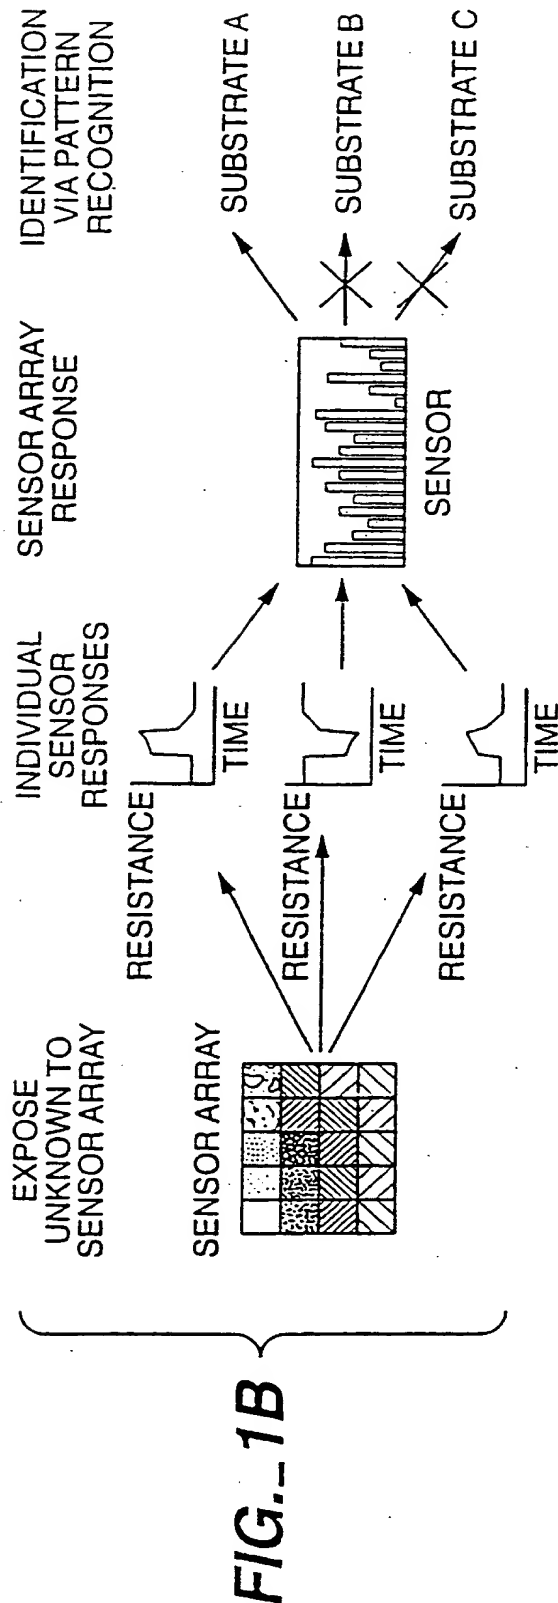 EXPOSE
UNKNOWN TO
SENSOR ARRAY
SENSOR ARRAY
INDIVIDUAL
SENSOR
RESPONSES
RESISTANCE
TIME
RESISTANCE
TIME
RESISTANCE
TIME
SENSOR ARRAY
RESPONSE
SENSOR
IDENTIFICATION
VIA PATTERN
RECOGNITION
SUBSTRATE A
SUBSTRATE B
SUBSTRATE C
FIG._1B